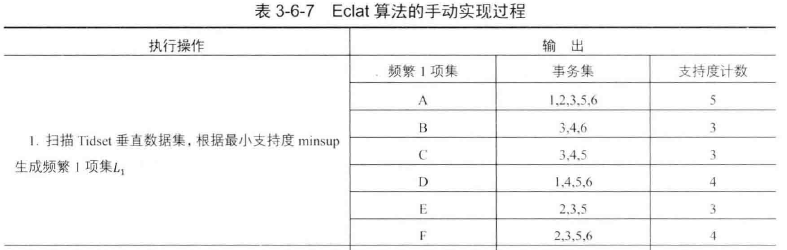 表 3-6-7 Eclat 算法的手动实现过程
执行操作 输 出
频繁 1 项集 事务集 支持度计数
A 1,2,3,5,6 5
B 3,4,6 3
1. 扫描 Tidset 垂直数据集，根据最小支持度 minsup
生成频繁 1 项集L₁
C 3,4,5 3
D 1,4,5,6 4
E 2,3,5 3
F 2,3,5,6 4